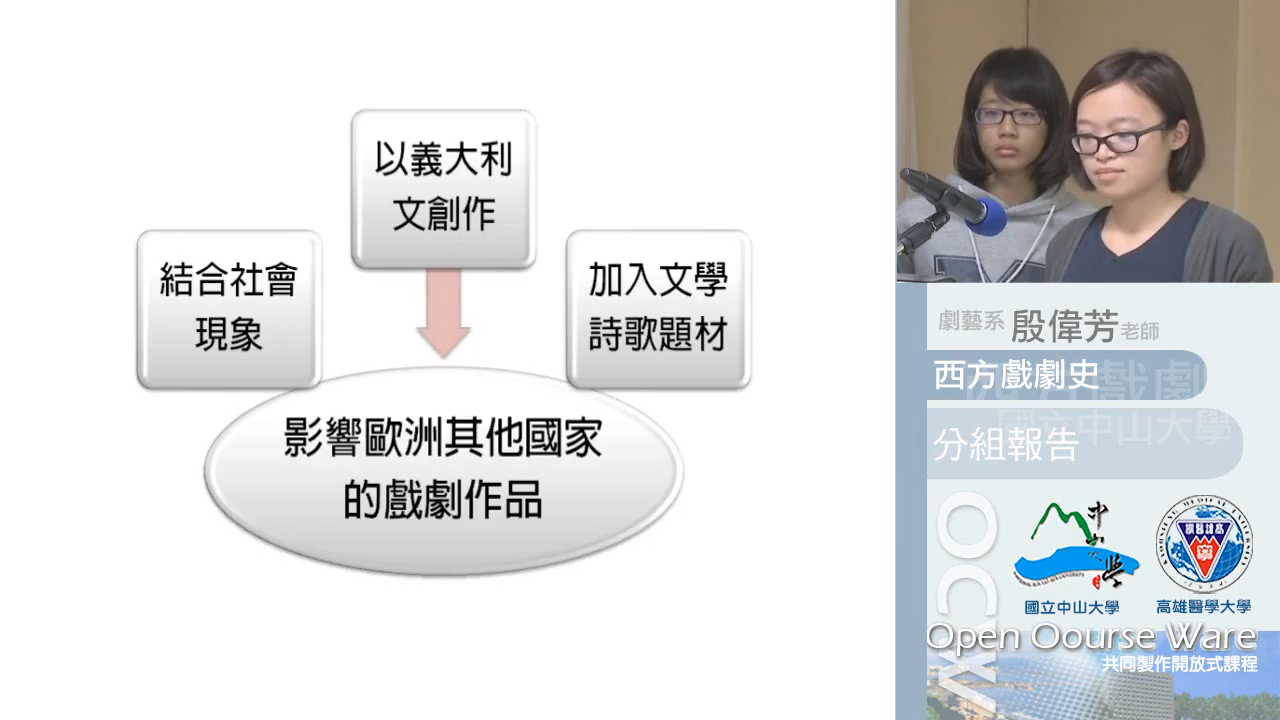 以義大利
文創作
結合社會
現象
加入文學
詩歌題材
影響歐洲其他國家
的戲劇作品
劇藝系 殷偉芳老師
西方戲劇史
分組報告
國立中山大學
高雄醫學大學
OCW
Open Oourse Ware
共同製作開放式課程